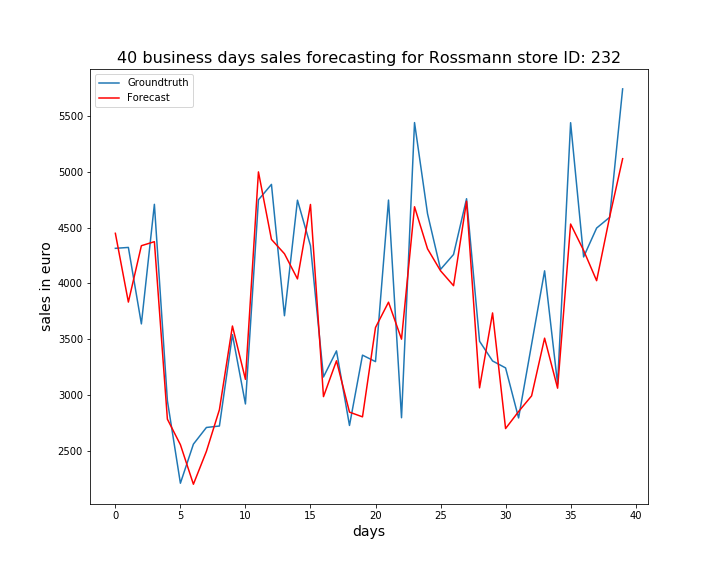 40 business days sales forecasting for Rossmann store ID: 232
Groundtruth
Forecast
sales in euro
5500
5000
4500
4000
3500
3000
2500
0 5 10 15 20 25 30 35 40
days